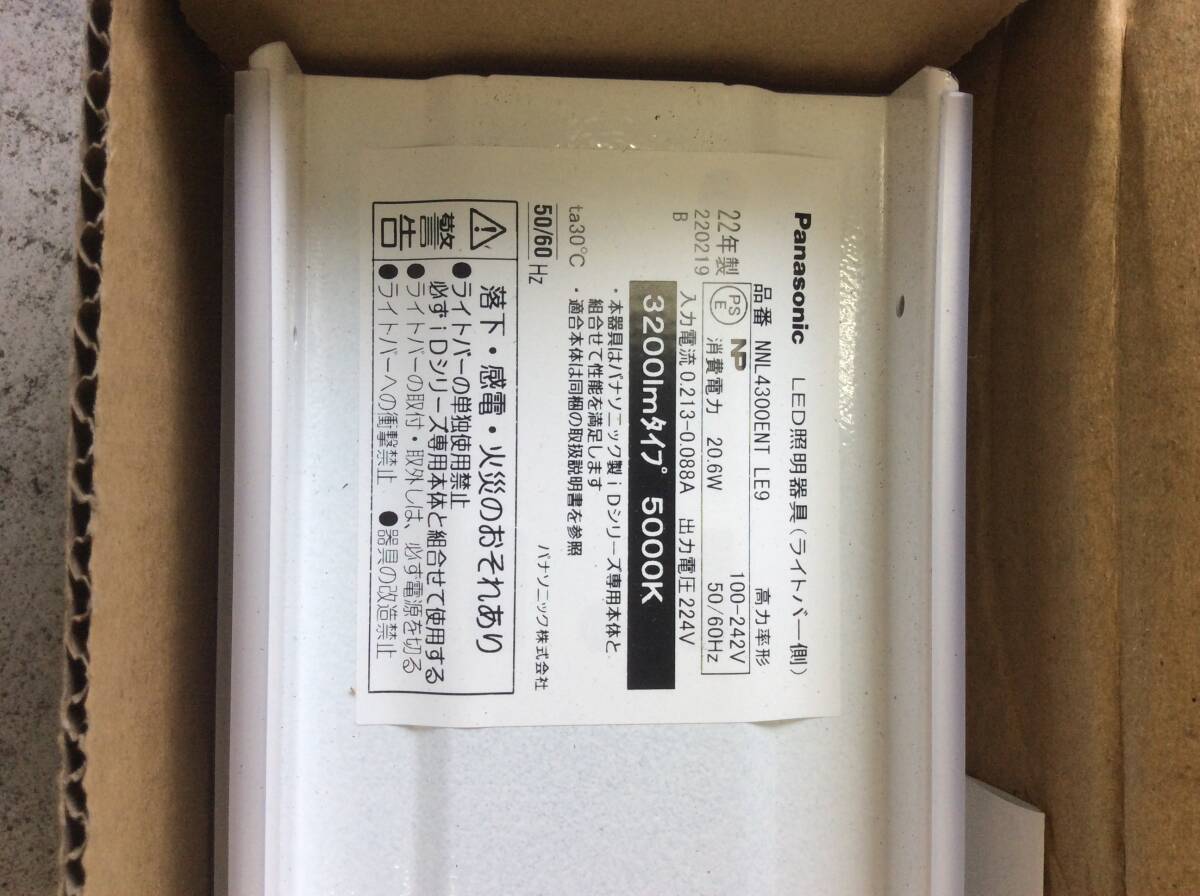 Panasonic LED照明器具(ライトバー側)
品番 NNL4300ENT LE9 高力率形
22年製
220219
B
PS
E
NP
消費電力 20.6W 100-242V
50/60Hz
入力電流0.213-0.088A 出力電圧224V
3200lmタイプ 5000K
・本器具はパナソニック製iDシリーズ専用本体と
組合せて性能を満足します
・適合本体は同梱の取扱説明書を参照
ta30℃
50/60 Hz
パナソニック株式会社
警告
落下・感電・火災のおそれあり
●ライトバーの単独使用禁止
必ずiDシリーズ専用本体と組合せて使用する
●ライトバーの取付・取外しは、必ず電源を切る
●ライトバーへの衝撃禁止 ●器具の改造禁止